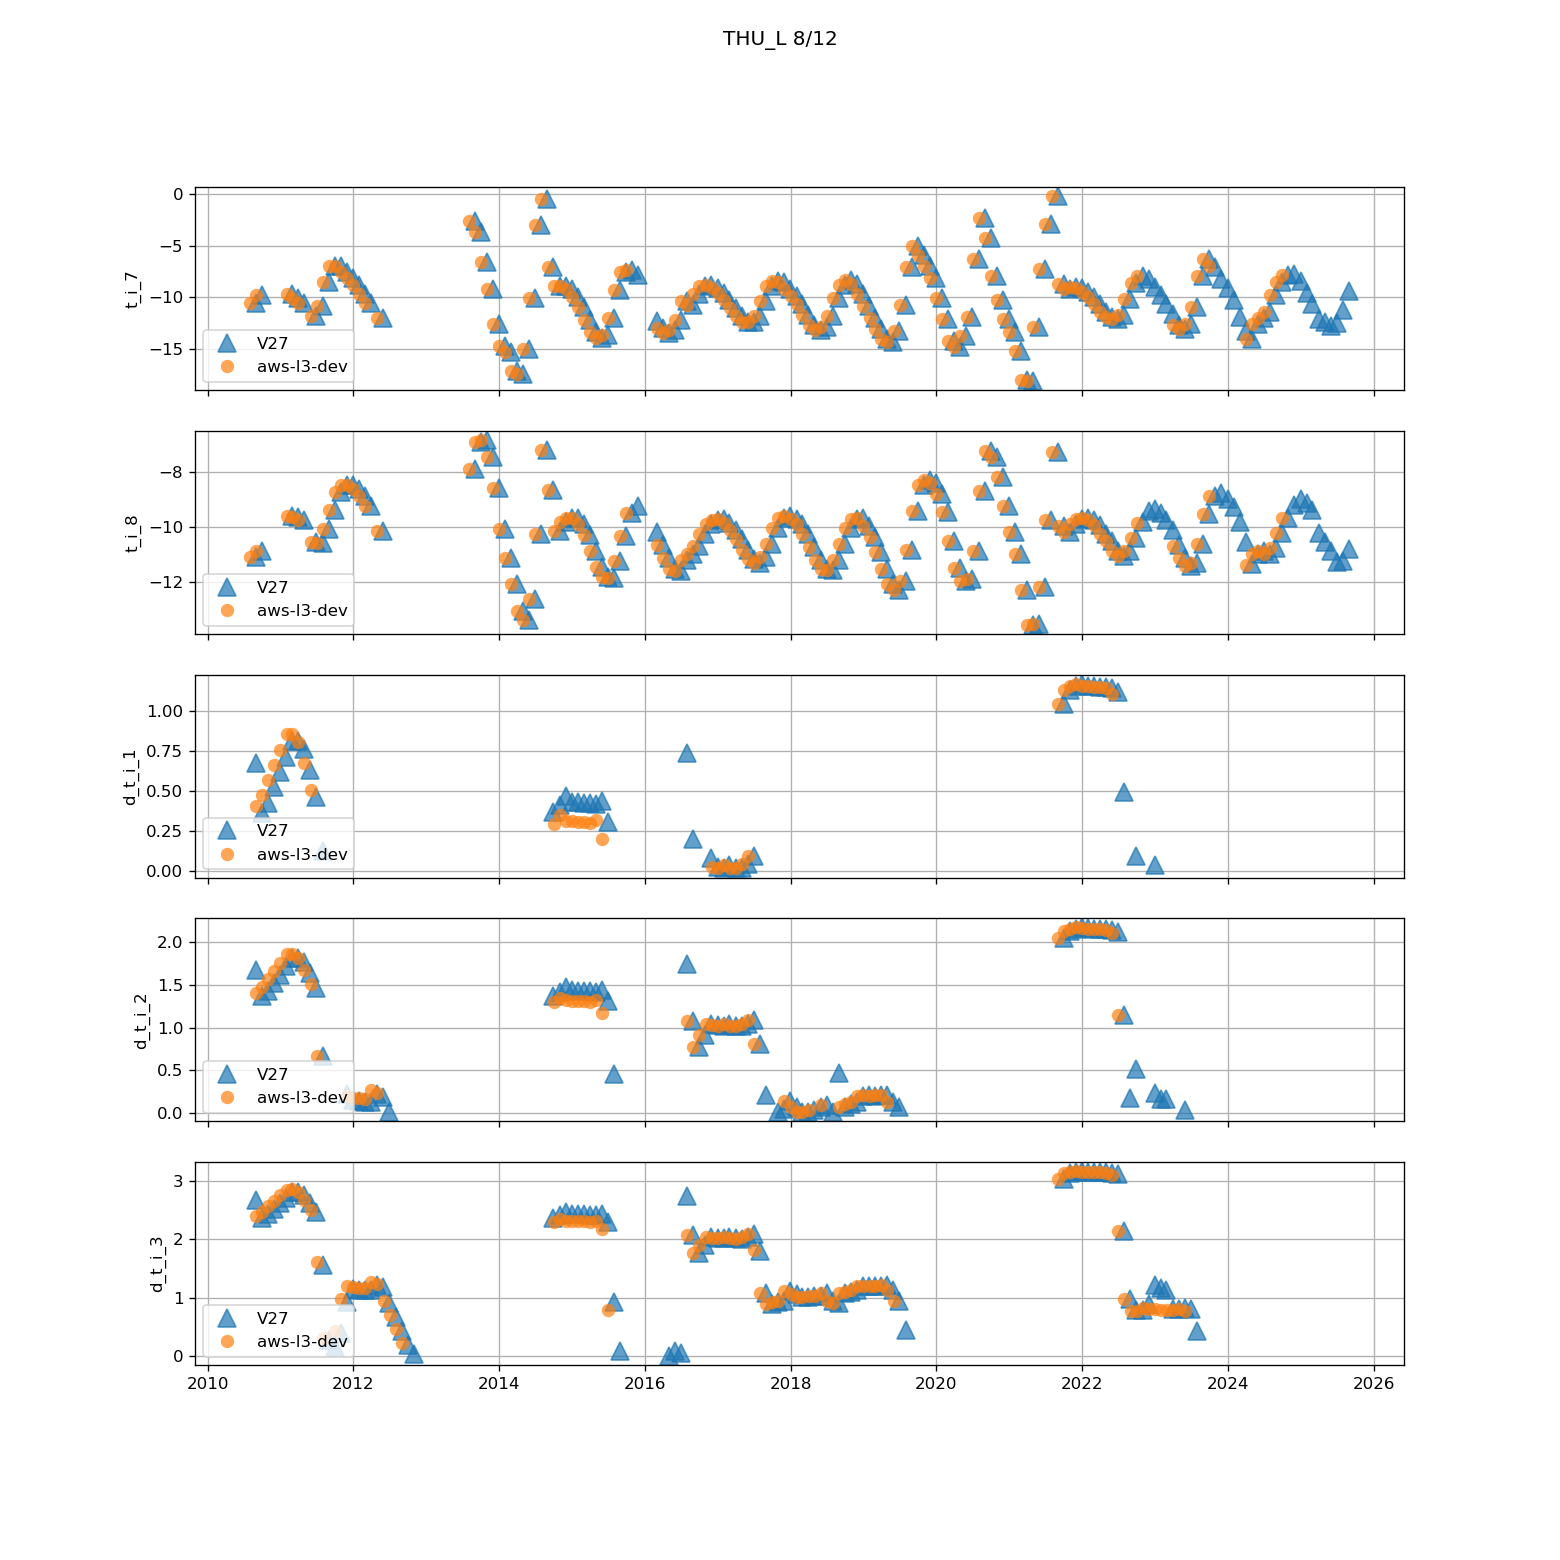 THU_L 8/12
0
−5
−10
−15
t_i_7
V27
aws-l3-dev
−8
−10
−12
t_i_8
V27
aws-l3-dev
1.00
0.75
0.50
0.25
0.00
d_t_i_1
V27
aws-l3-dev
2.0
1.5
1.0
0.5
0.0
d_t_i_2
V27
aws-l3-dev
3
2
1
0
d_t_i_3
V27
aws-l3-dev
2010 2012 2014 2016 2018 2020 2022 2024 2026